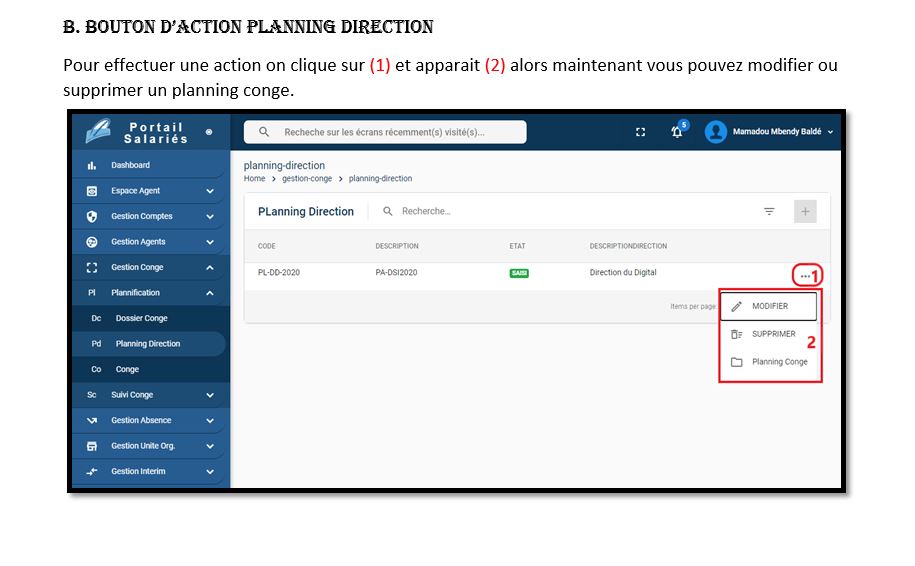 B. BOUTON D'ACTION PLANNING DIRECTION
Pour effectuer une action on clique sur (1) et apparait (2) alors maintenant vous pouvez modifier ou
supprimer un planning conge.
Portail
Salariés
Recheche sur les écrans récemment(s) visité(s)...
5
Mamadou Mbendy Baldé
Dashboard
Espace Agent
Gestion Comptes
Gestion Agents
Gestion Conge
Pl Plannification
Dc Dossier Conge
Pd Planning Direction
Co Conge
Sc Suivi Conge
Gestion Absence
Gestion Unite Org.
Gestion Interim
planning-direction
Home > gestion-conge > planning-direction
PLanning Direction
Recherche...
+
CODE DESCRIPTION ETAT DESCRIPTIONDIRECTION
PL-DD-2020 PA-DSI2020 SAISI Direction du Digital ... 1
Items per page:
MODIFIER
SUPPRIMER
2
Planning Conge